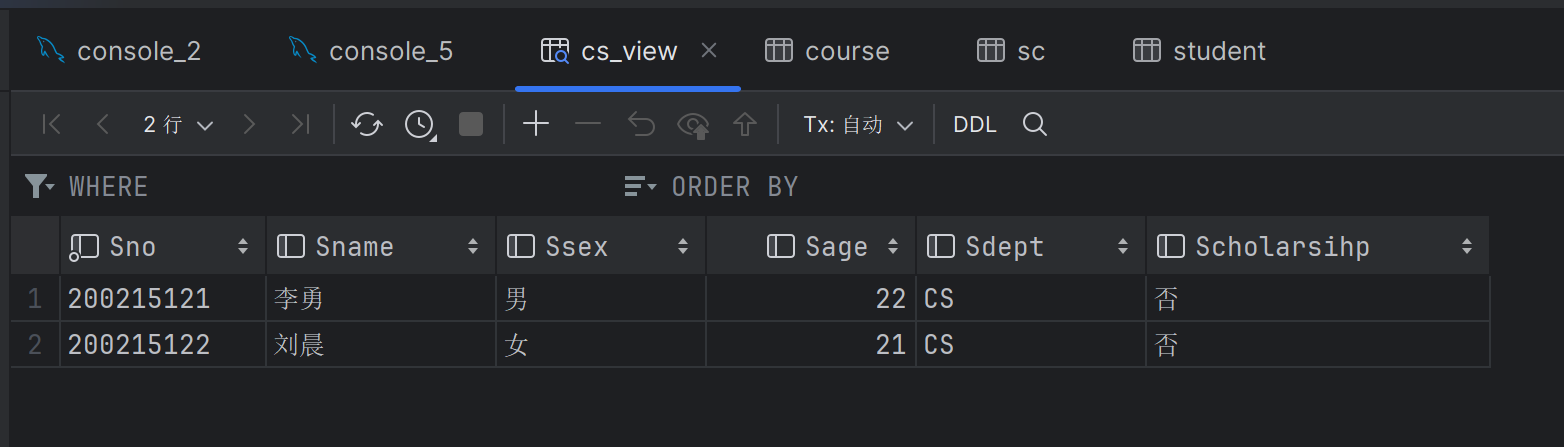 console_2 console_5 cs_view course sc student
2 行 Tx: 自动 DDL
WHERE ORDER BY
Sno Sname Ssex Sage Sdept Scholarsihp
1 200215121 李勇 男 22 CS 否
2 200215122 刘晨 女 21 CS 否